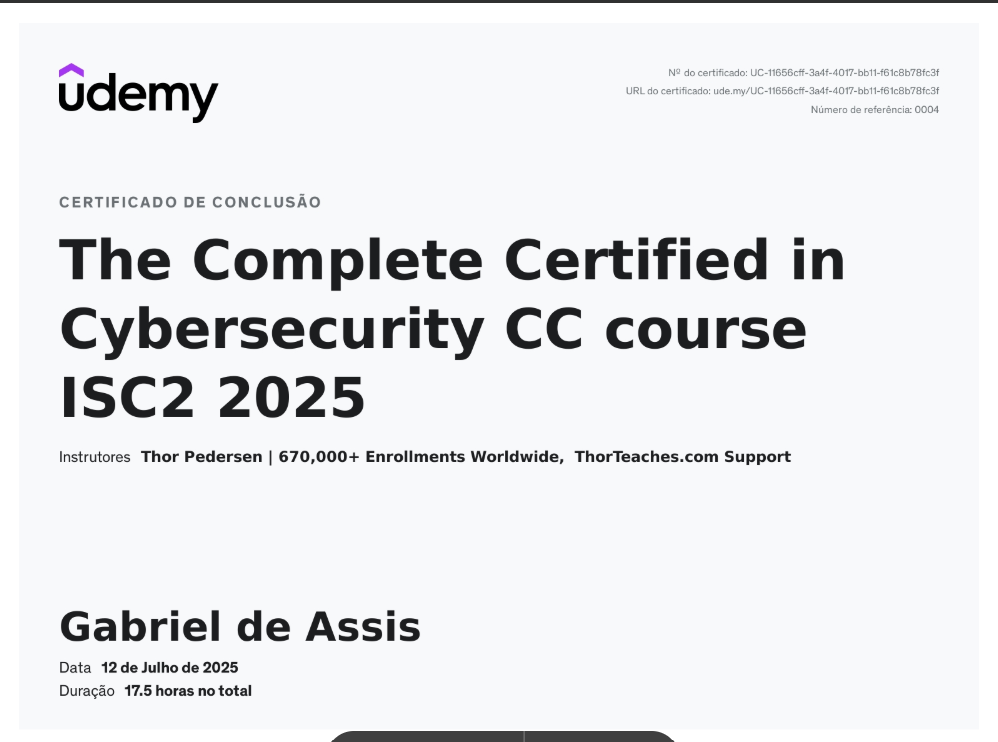 udemy
Nº do certificado: UC-11656cff-3a4f-4017-bb11-f61c8b78fc3f
URL do certificado: ude.my/UC-11656cff-3a4f-4017-bb11-f61c8b78fc3f
Número de referência: 0004
CERTIFICADO DE CONCLUSÃO
The Complete Certified in
Cybersecurity CC course
ISC2 2025
Instrutores Thor Pedersen | 670,000+ Enrollments Worldwide, ThorTeaches.com Support
Gabriel de Assis
Data 12 de Julho de 2025
Duração 17.5 horas no total